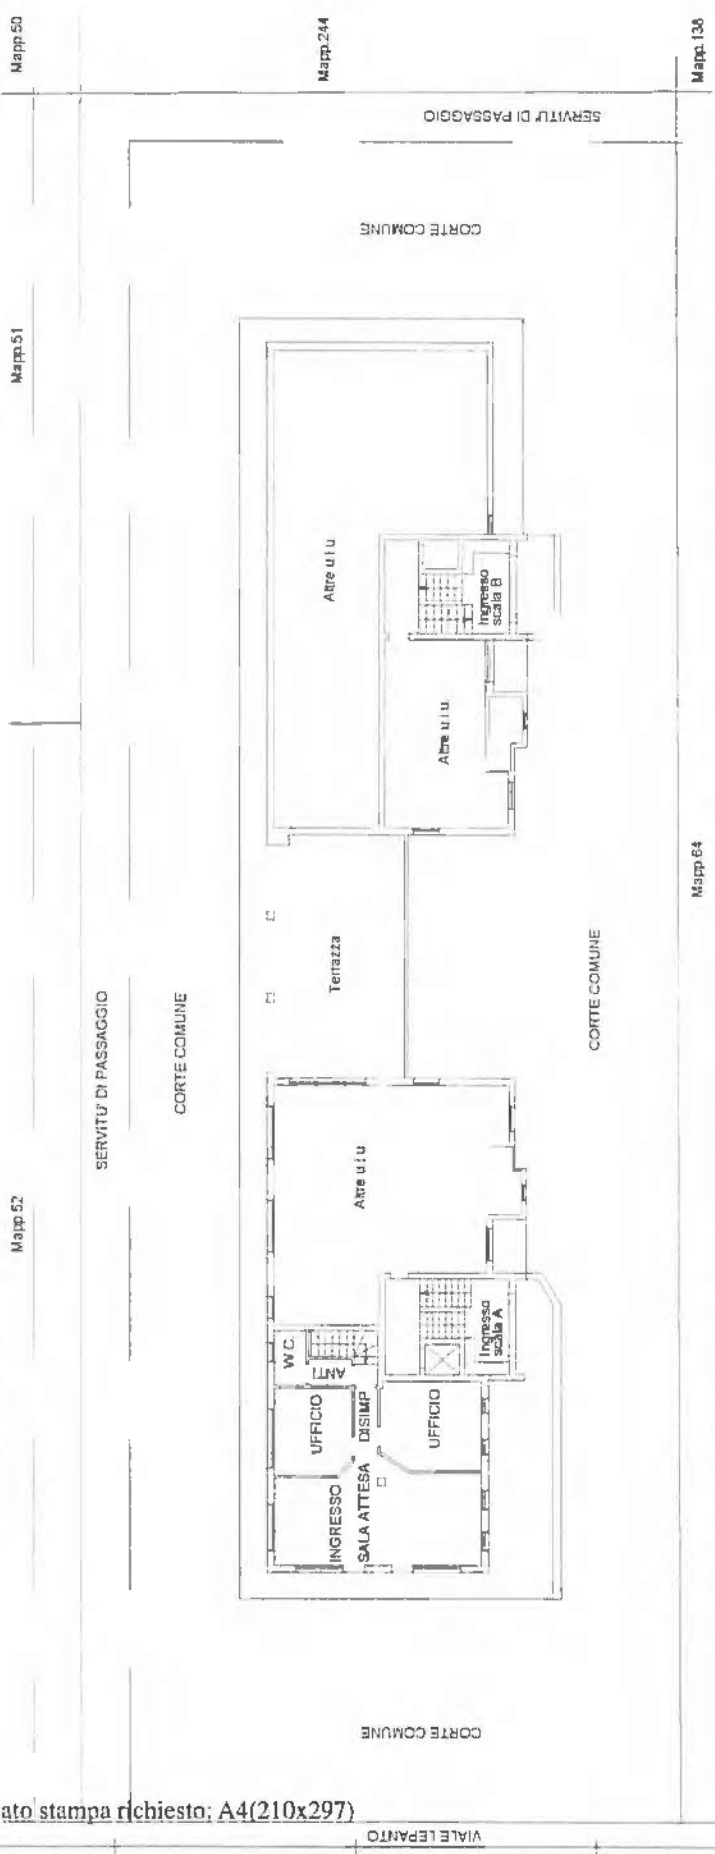 Mapp.50
Mapp.244
Mapp.138
SERVITU' DI PASSAGGIO
CORTE COMUNE
Mapp.51
Altre u.i.u.
Ingresso
scala B
Altre u.i.u.
Mapp.64
Terrazza
SERVITU' DI PASSAGGIO
CORTE COMUNE
CORTE COMUNE
Mapp.52
Altre u.i.u.
Ingresso
scala A
W.C.
ANTI
UFFICIO
DISIMP.
UFFICIO
INGRESSO
SALA ATTESA
CORTE COMUNE
ato stampa richiesto: A4(210x297)
VIALE LEPANTO